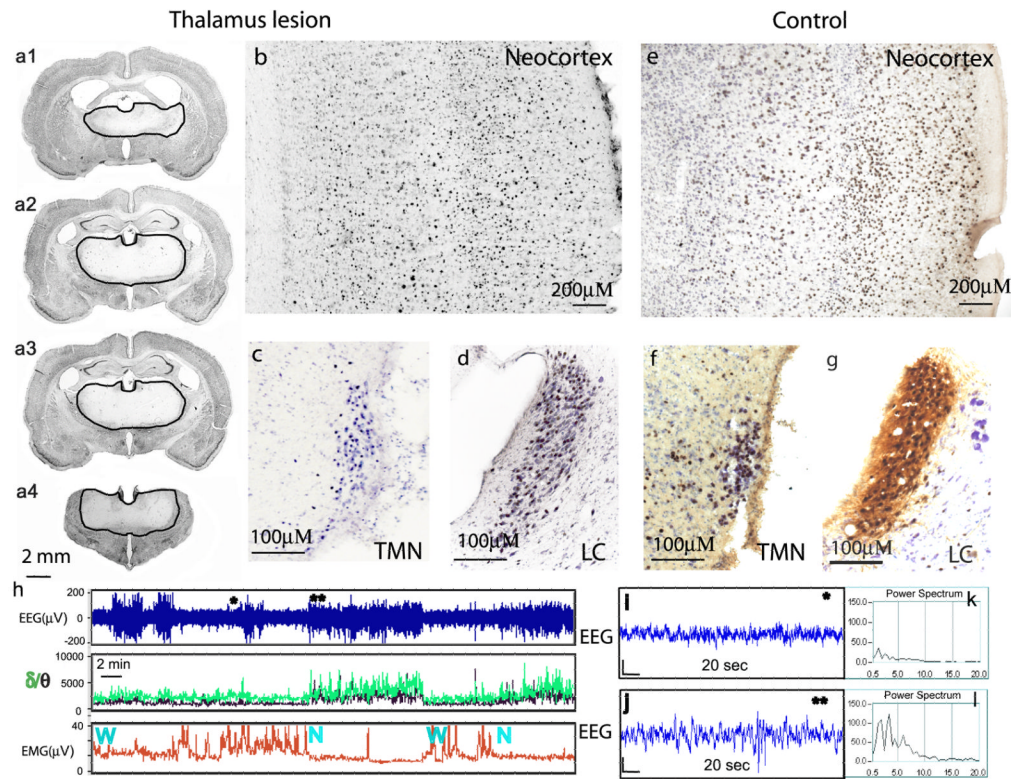 Thalamus lesion
Control
a1
a2
a3
a4
2 mm
b
Neocortex
200μM
e
Neocortex
200μM
c
100μM
TMN
d
100μM
LC
f
100μM
TMN
g
100μM
LC
h
200
0
-200
EEG(μV)
*
**
10000
5000
0
δ/θ
2 min
40
0
EMG(μV)
W
N
W
N
i
EEG
*
20 sec
k
Power Spectrum
150.0
100.0
50.0
0.0
0.5 5.0 10.0 15.0 20.0
j
EEG
**
20 sec
l
Power Spectrum
150.0
100.0
50.0
0.0
0.5 5.0 10.0 15.0 20.0